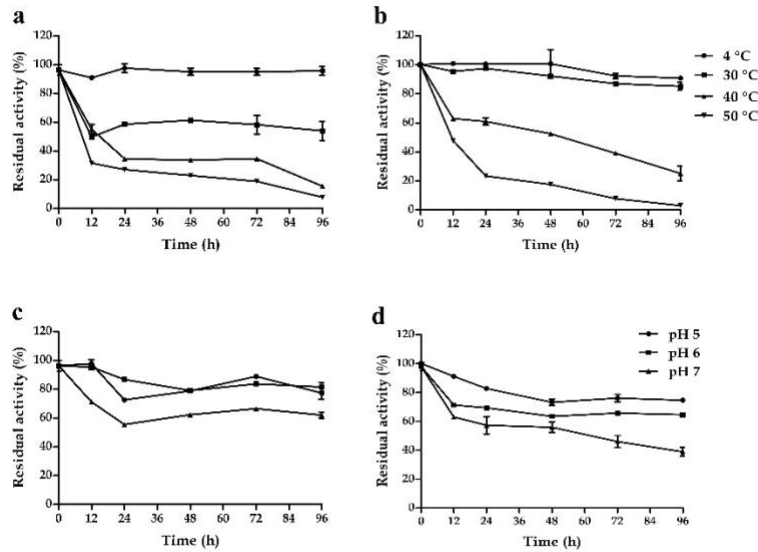 a
120
100
80
60
40
20
0
Residual activity (%)
0 12 24 36 48 60 72 84 96
Time (h)
b
120
100
80
60
40
20
0
Residual activity (%)
0 12 24 36 48 60 72 84 96
Time (h)
4 °C
30 °C
40 °C
50 °C
c
120
100
80
60
40
20
0
Residual activity (%)
0 12 24 36 48 60 72 84 96
Time (h)
d
120
100
80
60
40
20
0
Residual activity (%)
0 12 24 36 48 60 72 84 96
Time (h)
pH 5
pH 6
pH 7